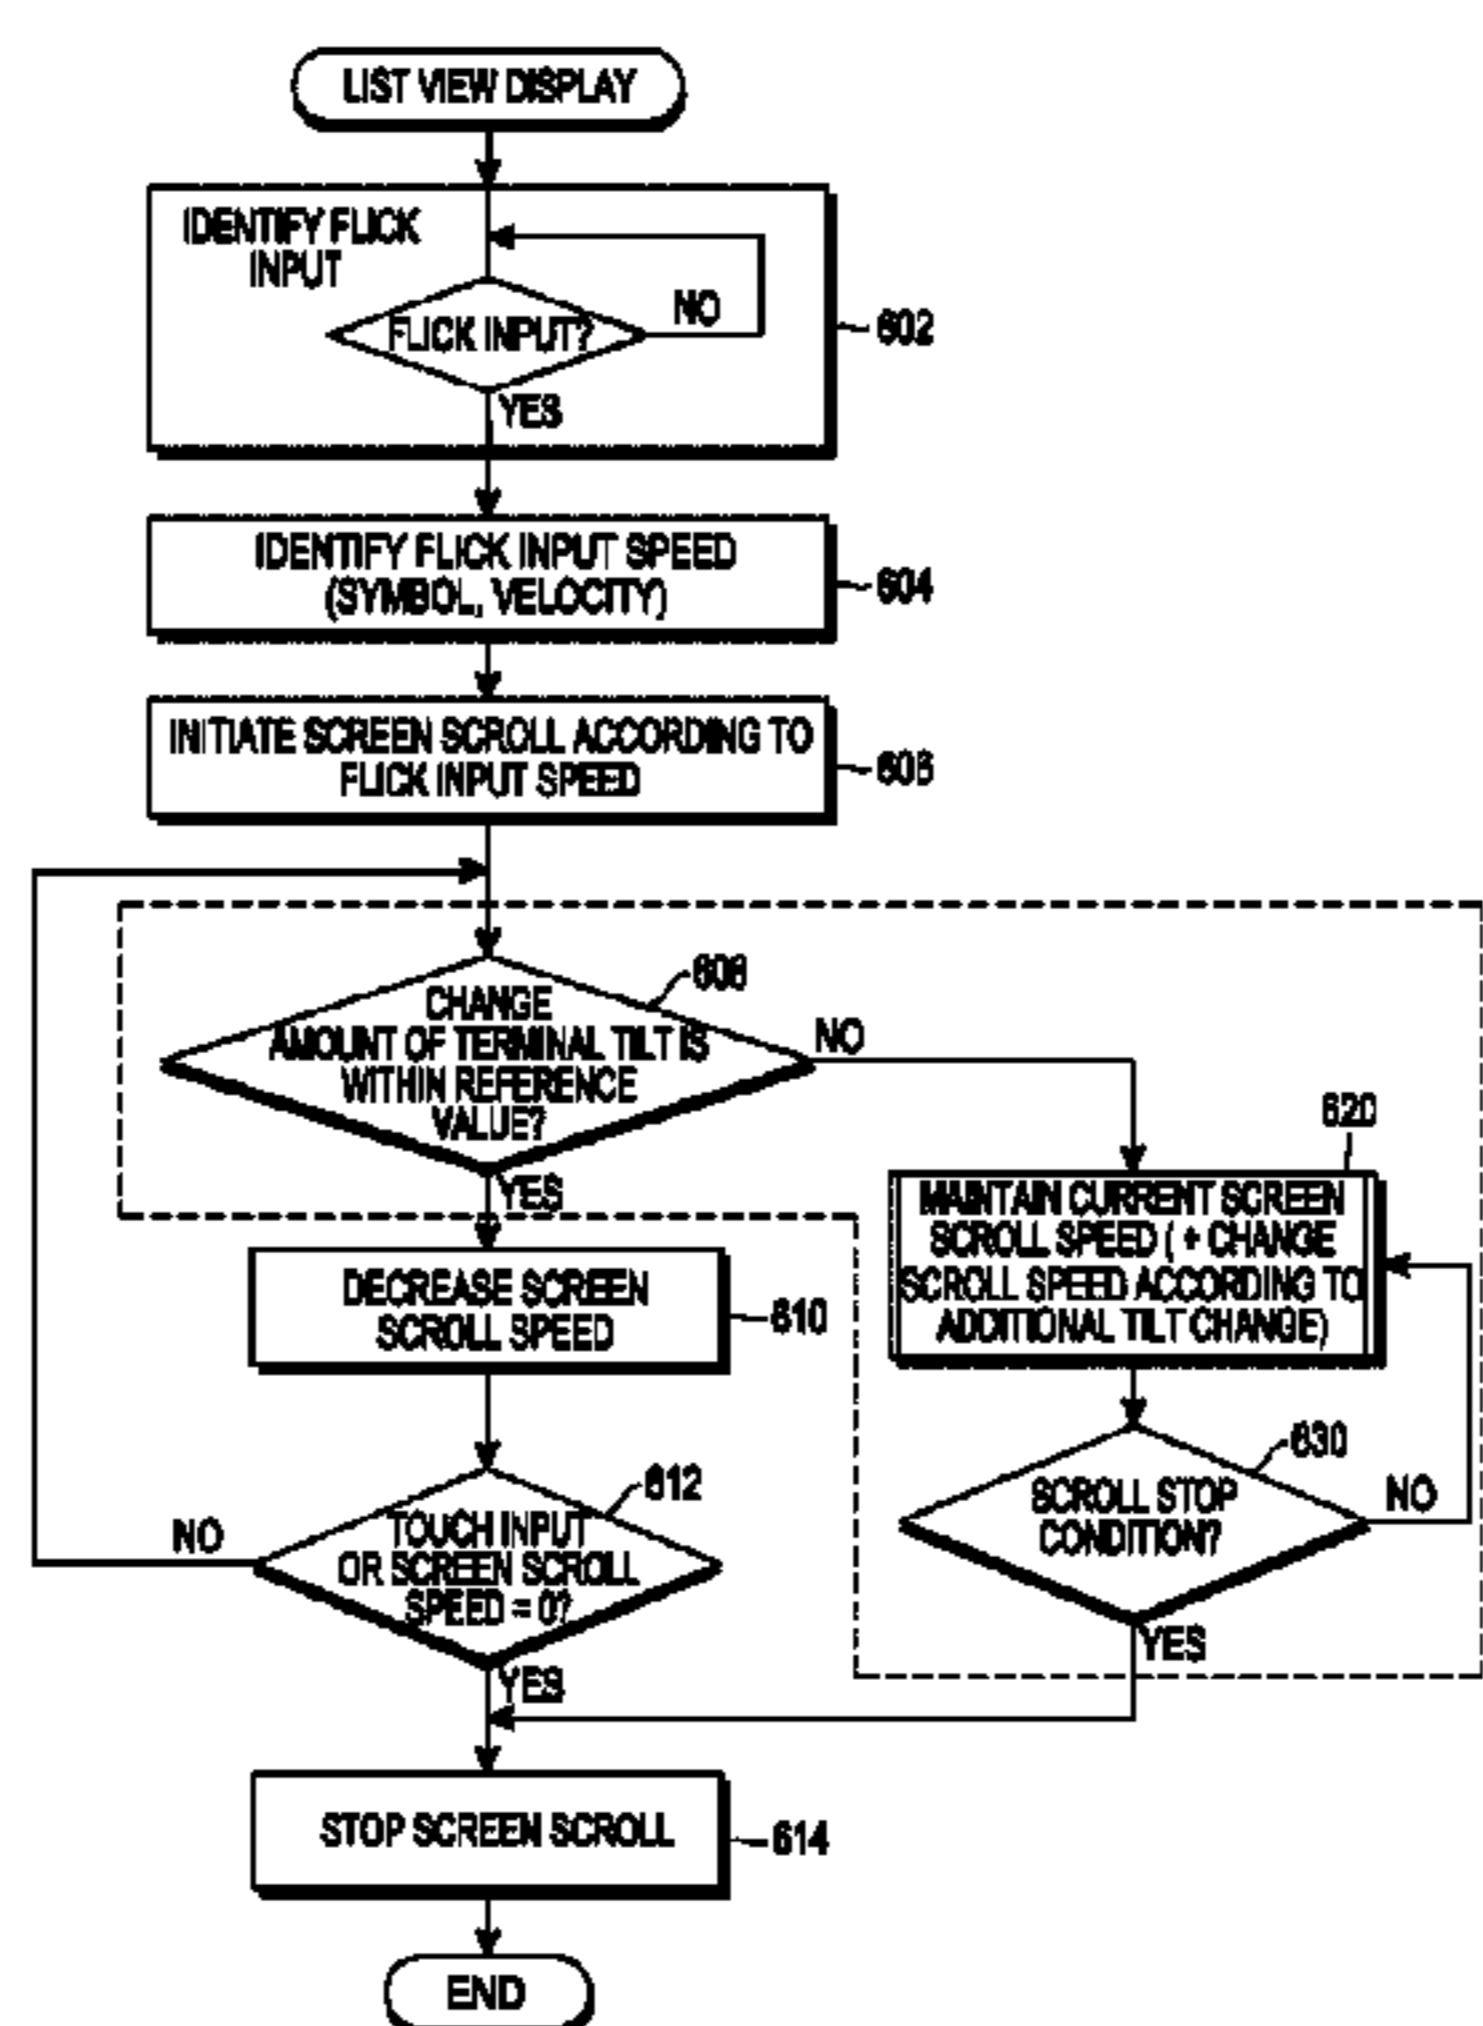 LIST VIEW DISPLAY
IDENTIFY FLICK
INPUT
FLICK INPUT?
NO
602
YES
IDENTIFY FLICK INPUT SPEED
(SYMBOL, VELOCITY)
604
INITIATE SCREEN SCROLL ACCORDING TO
FLICK INPUT SPEED
606
608
CHANGE
AMOUNT OF TERMINAL TILT IS
WITHIN REFERENCE
VALUE?
NO
YES
620
MAINTAIN CURRENT SCREEN
SCROLL SPEED ( + CHANGE
SCROLL SPEED ACCORDING TO
ADDITIONAL TILT CHANGE)
DECREASE SCREEN
SCROLL SPEED
610
630
SCROLL STOP
CONDITION?
NO
YES
612
TOUCH INPUT
OR SCREEN SCROLL
SPEED = 0?
NO
YES
STOP SCREEN SCROLL
614
END